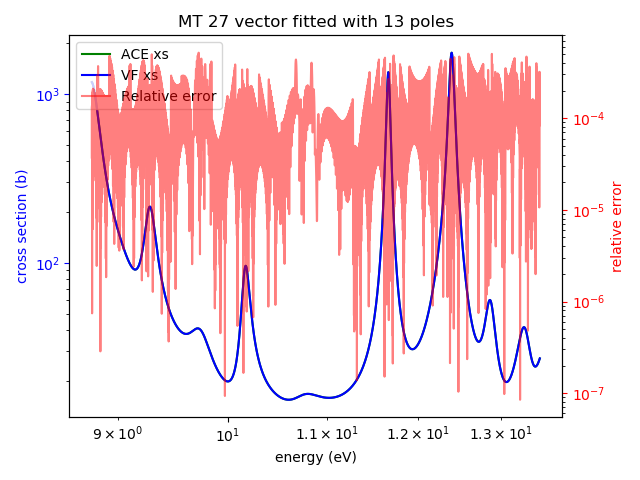 MT 27 vector fitted with 13 poles
ACE xs
VF xs
Relative error
cross section (b)
10³
10²
relative error
10⁻⁴
10⁻⁵
10⁻⁶
10⁻⁷
9 × 10⁰
10¹
1.1 × 10¹
1.2 × 10¹
1.3 × 10¹
energy (eV)